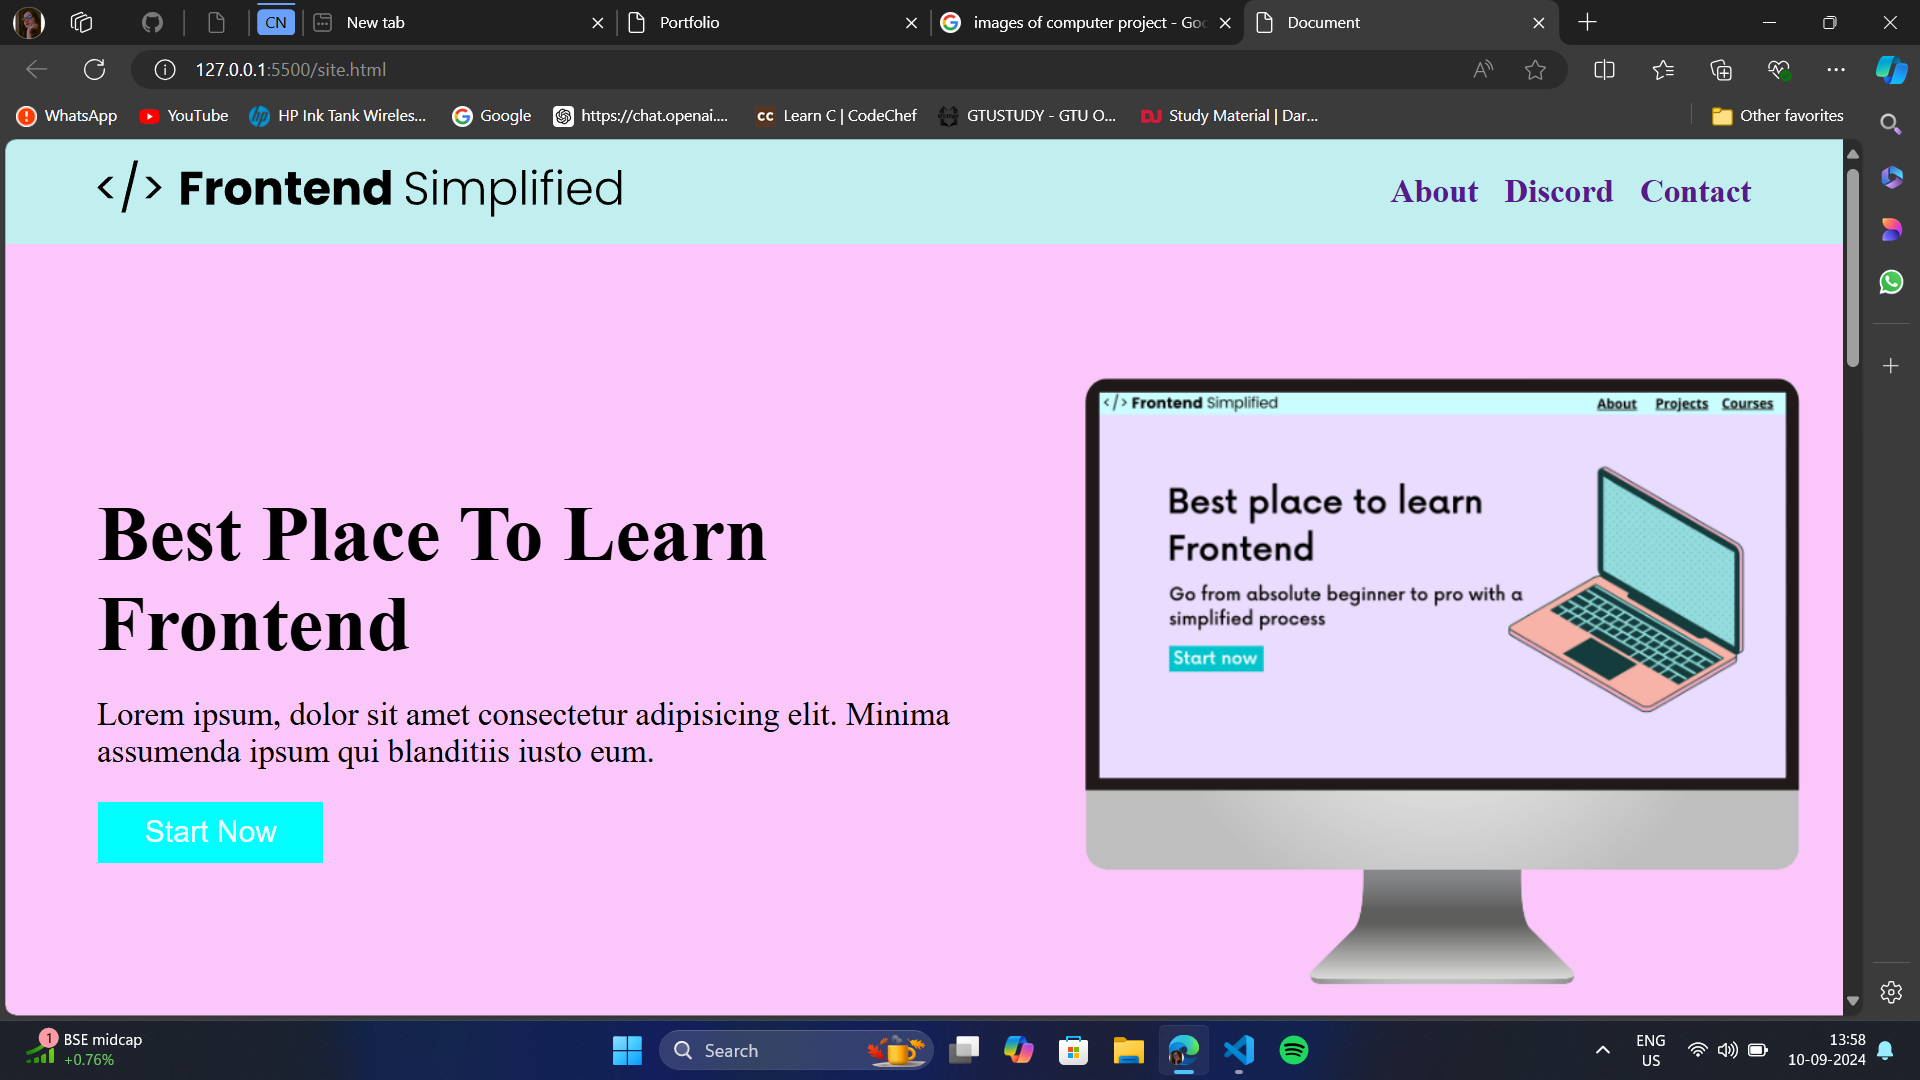 CN
New tab
Portfolio
images of computer project - Goo
Document
127.0.0.1:5500/site.html
WhatsApp
YouTube
HP Ink Tank Wireles...
Google
https://chat.openai....
CC
Learn C | CodeChef
GTUSTUDY - GTU O...
DJ
Study Material | Dar...
Other favorites
</> Frontend Simplified
About
Discord
Contact
</> Frontend Simplified
About
Projects
Courses
Best place to learn
Frontend
Go from absolute beginner to pro with a
simplified process
Start now
Best Place To Learn
Frontend
Lorem ipsum, dolor sit amet consectetur adipisicing elit. Minima
assumenda ipsum qui blanditiis iusto eum.
Start Now
1
BSE midcap
+0.76%
Search
ENG
US
13:58
10-09-2024